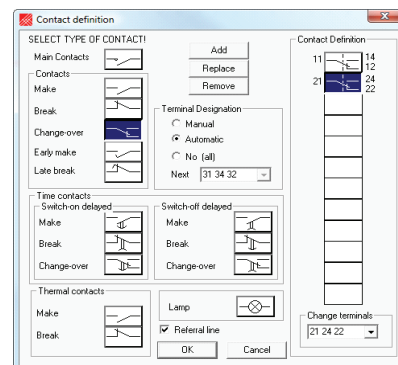 Contact definition
SELECT TYPE OF CONTACT!
Main Contacts
Contacts
Make
Break
Change-over
Early make
Late break
Add
Replace
Remove
Terminal Designation
Manual
Automatic
No (all)
Next 31 34 32
Time contacts
Switch-on delayed
Make
Break
Change-over
Switch-off delayed
Make
Break
Change-over
Thermal contacts
Make
Break
Lamp
Referral line
OK Cancel
Contact Definition
11 14
12
21 24
22
Change terminals
21 24 22